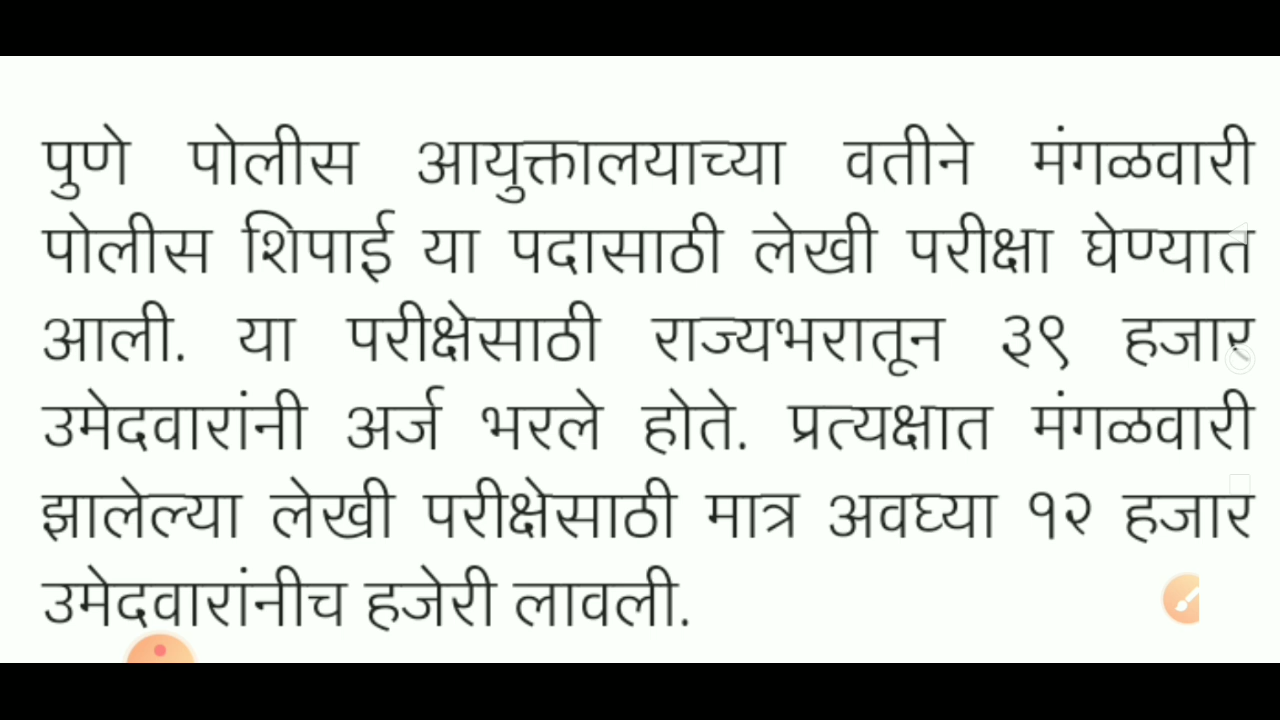 पुणे पोलीस आयुक्तालयाच्या वतीने मंगळवारी
पोलीस शिपाई या पदासाठी लेखी परीक्षा घेण्यात
आली. या परीक्षेसाठी राज्यभरातून ३९ हजार
उमेदवारांनी अर्ज भरले होते. प्रत्यक्षात मंगळवारी
झालेल्या लेखी परीक्षेसाठी मात्र अवघ्या १२ हजार
उमेदवारांनीच हजेरी लावली.